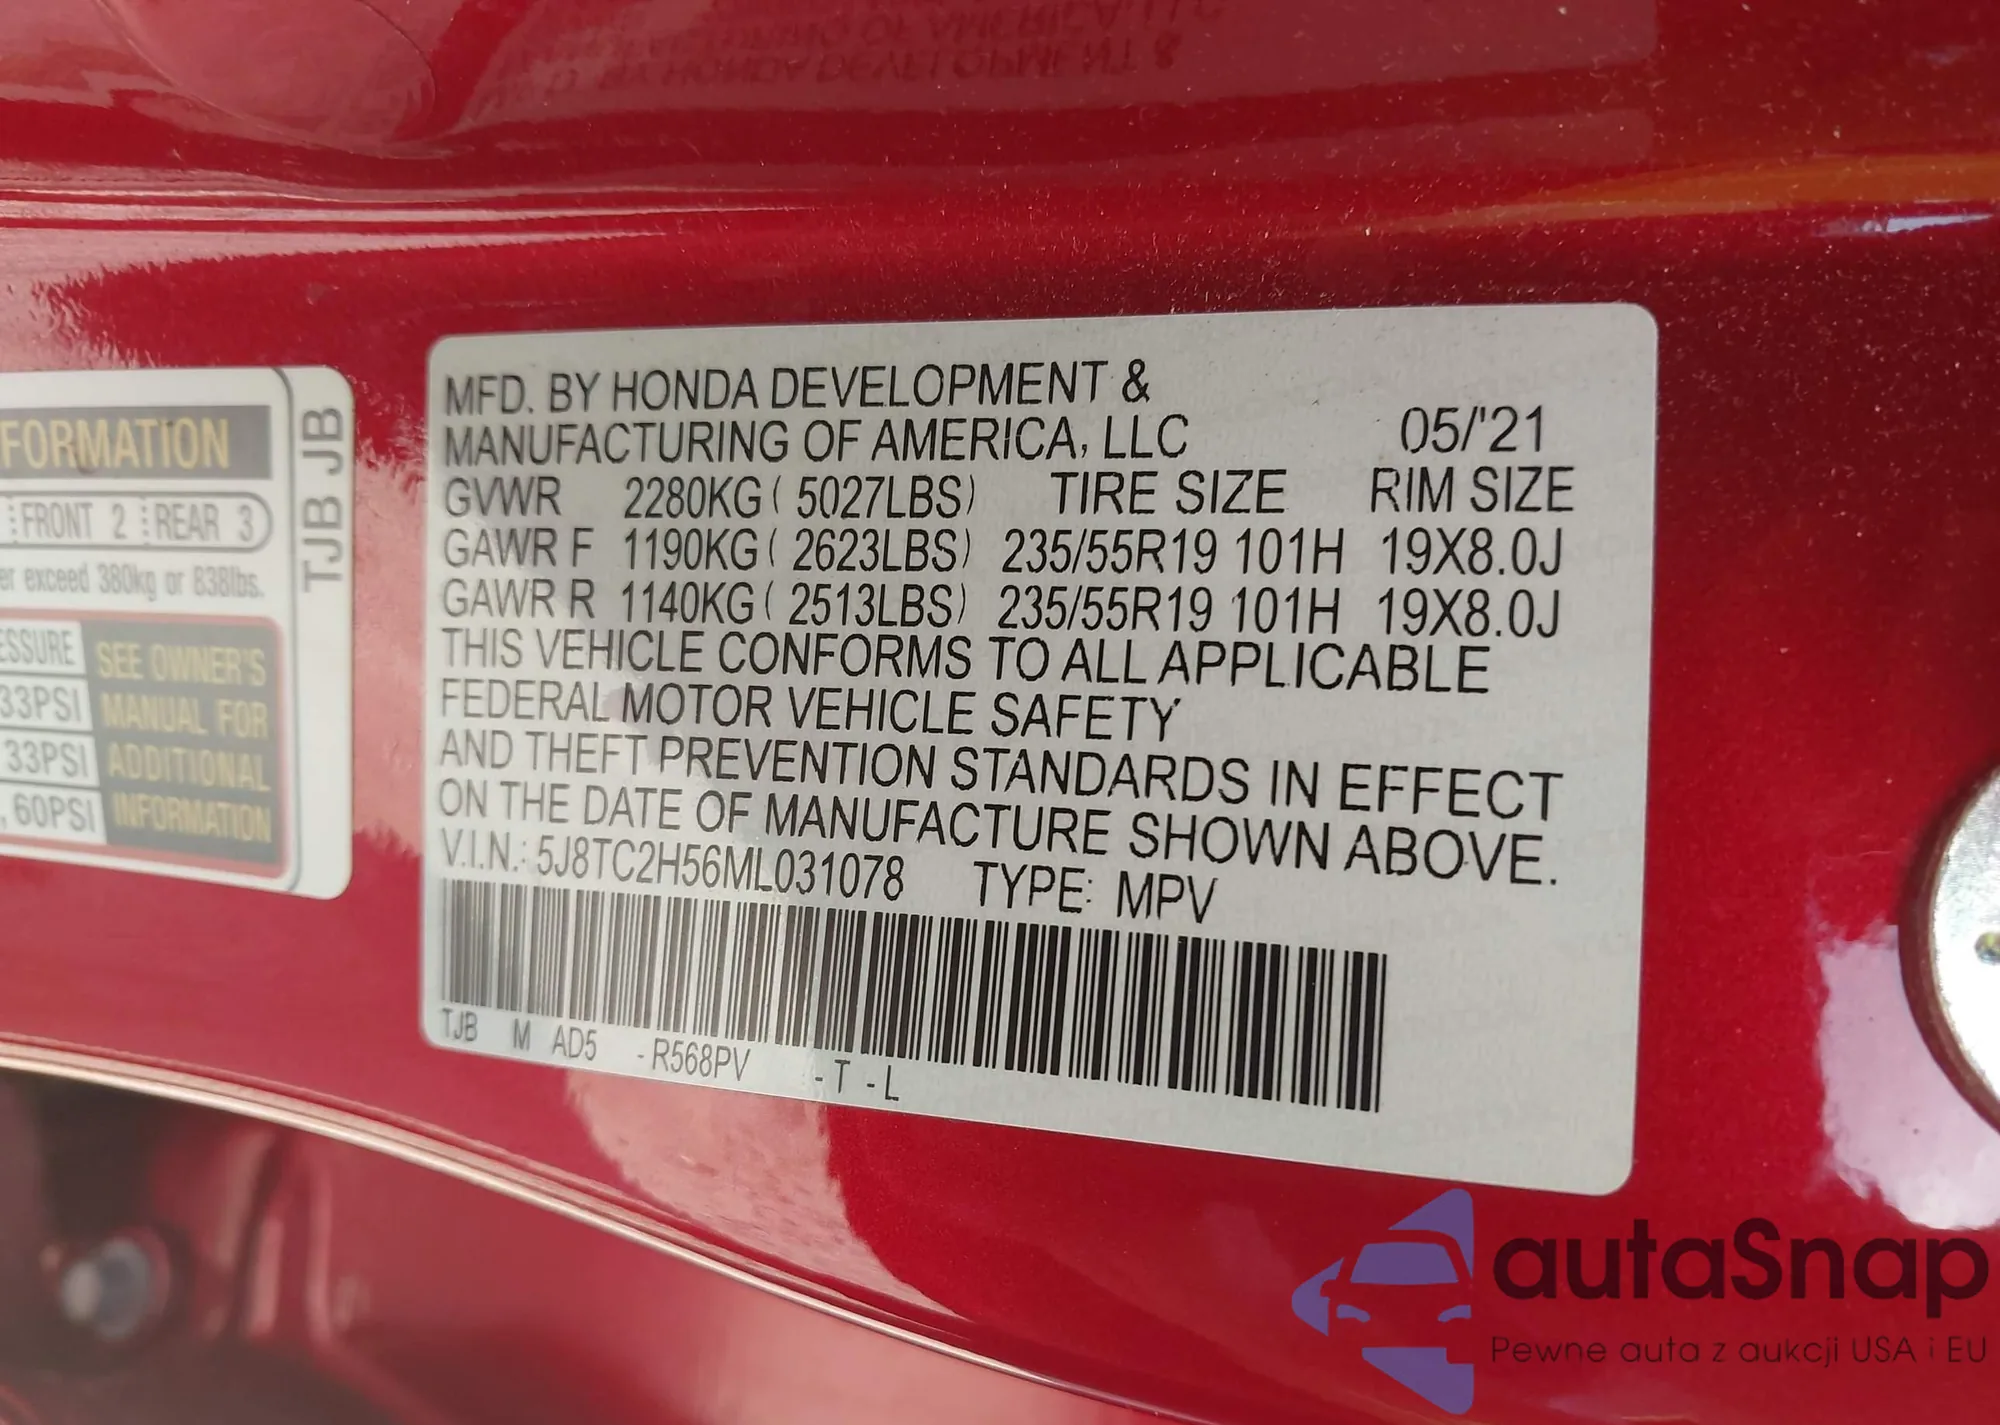 MFD. BY HONDA DEVELOPMENT &
MANUFACTURING OF AMERICA, LLC 05/'21
GVWR 2280KG ( 5027LBS) TIRE SIZE RIM SIZE
GAWR F 1190KG ( 2623LBS) 235/55R19 101H 19X8.0J
GAWR R 1140KG ( 2513LBS) 235/55R19 101H 19X8.0J
THIS VEHICLE CONFORMS TO ALL APPLICABLE
FEDERAL MOTOR VEHICLE SAFETY
AND THEFT PREVENTION STANDARDS IN EFFECT
ON THE DATE OF MANUFACTURE SHOWN ABOVE.
V.I.N.: 5J8TC2H56ML031078 TYPE: MPV
TJB M AD5 -R568PV -T -L
FORMATION
FRONT 2 REAR 3
exceed 380kg or 838lbs.
33PSI
33PSI
60PSI
SEE OWNER'S
MANUAL FOR
ADDITIONAL
INFORMATION
TJB JB
autaSnap
Pewne auta z aukcji USA i EU